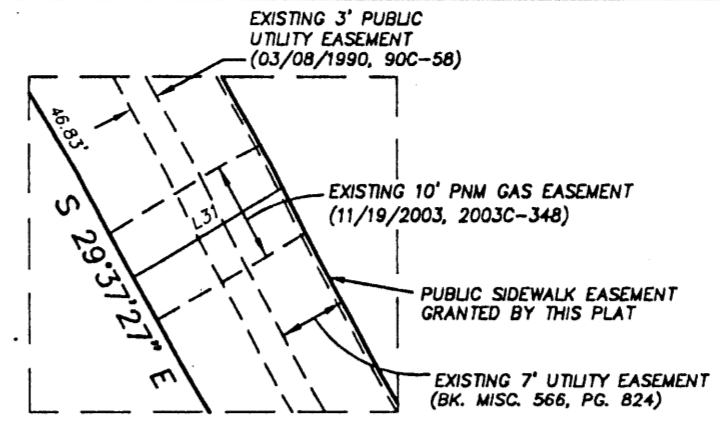 EXISTING 3' PUBLIC
UTILITY EASEMENT
(03/08/1990, 90C-58)
46.83'
L31
EXISTING 10' PNM GAS EASEMENT
(11/19/2003, 2003C-348)
S 29°37'27" E
PUBLIC SIDEWALK EASEMENT
GRANTED BY THIS PLAT
EXISTING 7' UTILITY EASEMENT
(BK. MISC. 566, PG. 824)